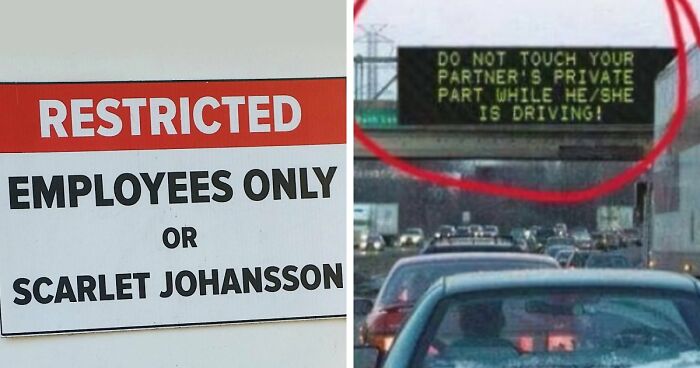 RESTRICTED
EMPLOYEES ONLY
OR
SCARLET JOHANSSON
DO NOT TOUCH YOUR
PARTNER'S PRIVATE
PART WHILE HE/SHE
IS DRIVING!